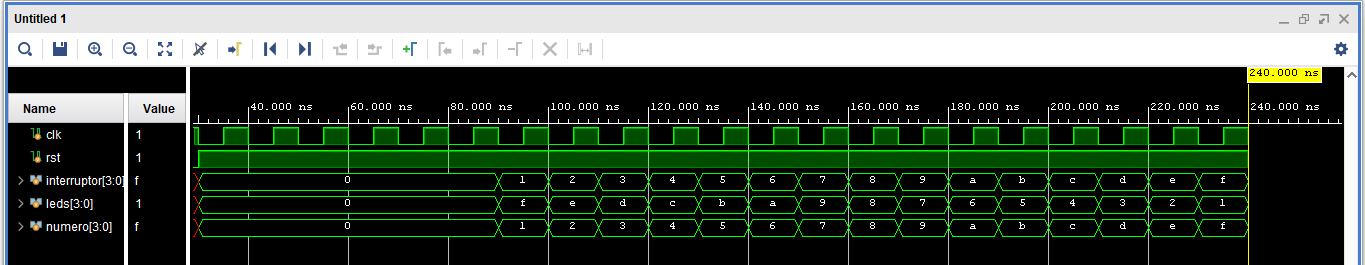 Untitled 1
240.000 ns
Name Value
40.000 ns 60.000 ns 80.000 ns 100.000 ns 120.000 ns 140.000 ns 160.000 ns 180.000 ns 200.000 ns 220.000 ns 240.000 ns
clk 1
rst 1
interruptor[3:0] f 0 1 2 3 4 5 6 7 8 9 a b c d e f
leds[3:0] 1 0 f e d c b a 9 8 7 6 5 4 3 2 1
numero[3:0] f 0 1 2 3 4 5 6 7 8 9 a b c d e f